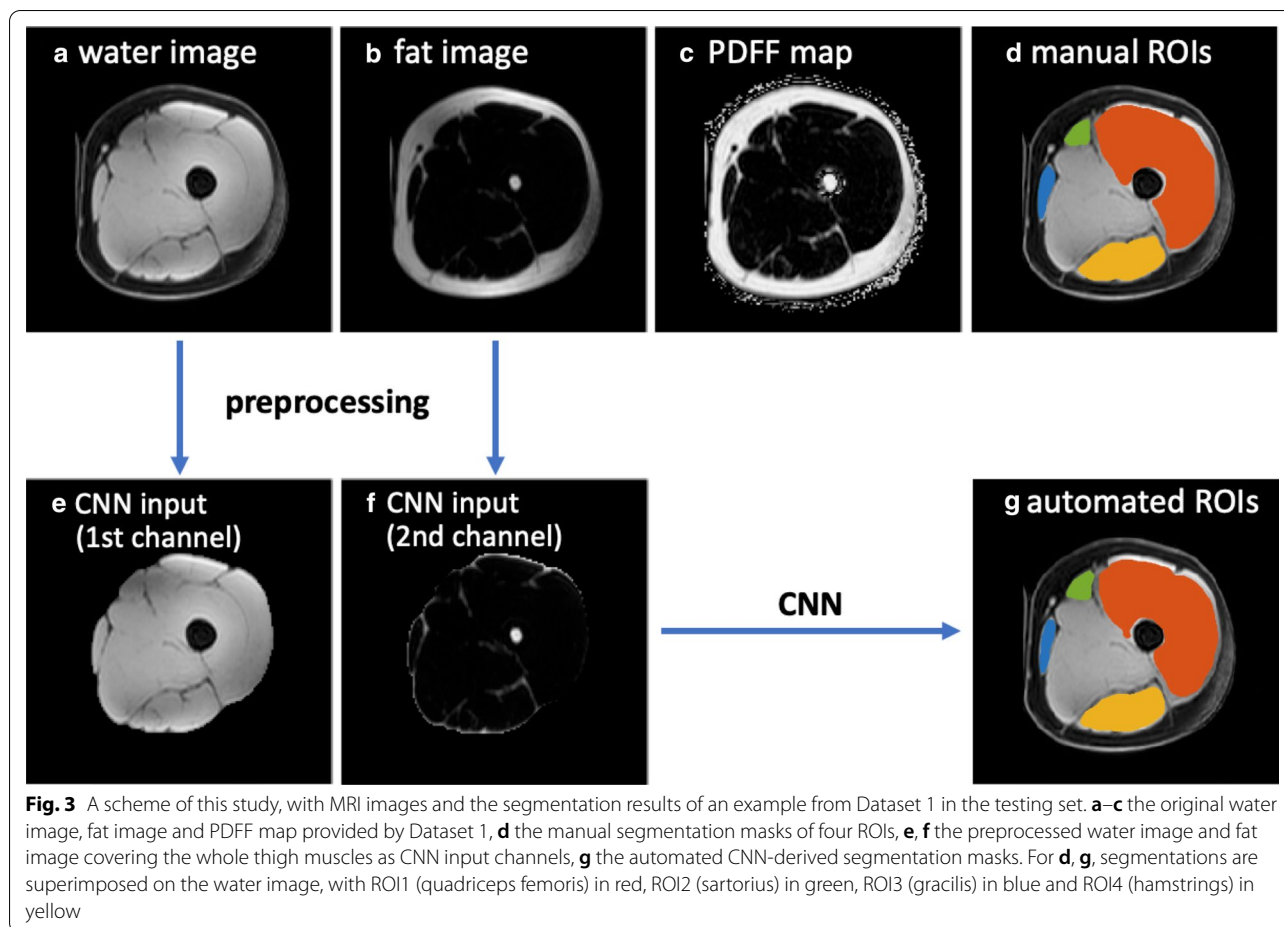 a water image
b fat image
c PDFF map
d manual ROIs
preprocessing
e CNN input
(1st channel)
f CNN input
(2nd channel)
CNN
g automated ROIs
Fig. 3 A scheme of this study, with MRI images and the segmentation results of an example from Dataset 1 in the testing set. a–c the original water
image, fat image and PDFF map provided by Dataset 1, d the manual segmentation masks of four ROIs, e, f the preprocessed water image and fat
image covering the whole thigh muscles as CNN input channels, g the automated CNN-derived segmentation masks. For d, g, segmentations are
superimposed on the water image, with ROI1 (quadriceps femoris) in red, ROI2 (sartorius) in green, ROI3 (gracilis) in blue and ROI4 (hamstrings) in
yellow